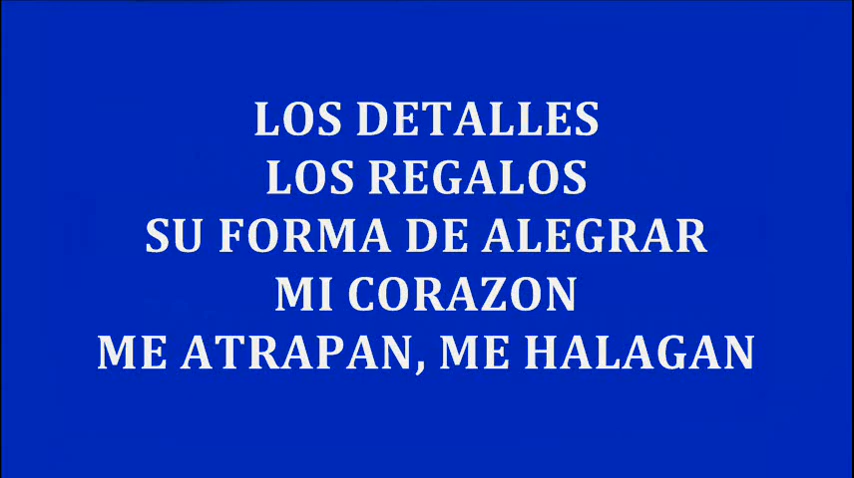 LOS DETALLES
LOS REGALOS
SU FORMA DE ALEGRAR
MI CORAZON
ME ATRAPAN, ME HALAGAN